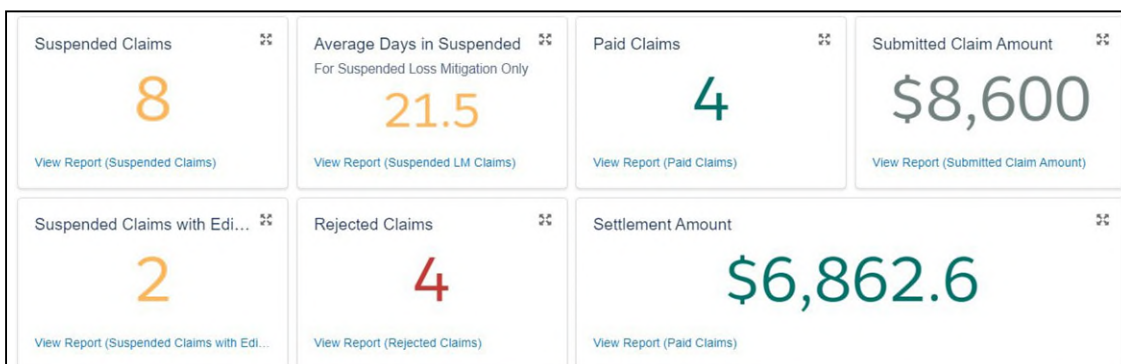 Suspended Claims
8
View Report (Suspended Claims)
Average Days in Suspended
For Suspended Loss Mitigation Only
21.5
View Report (Suspended LM Claims)
Paid Claims
4
View Report (Paid Claims)
Submitted Claim Amount
$8,600
View Report (Submitted Claim Amount)
Suspended Claims with Edi...
2
View Report (Suspended Claims with Edi...
Rejected Claims
4
View Report (Rejected Claims)
Settlement Amount
$6,862.6
View Report (Paid Claims)